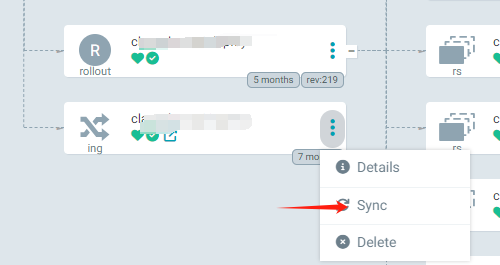 R
rollout
5 months
rev:219
rs
ing
7 mo
rs
Details
Sync
Delete